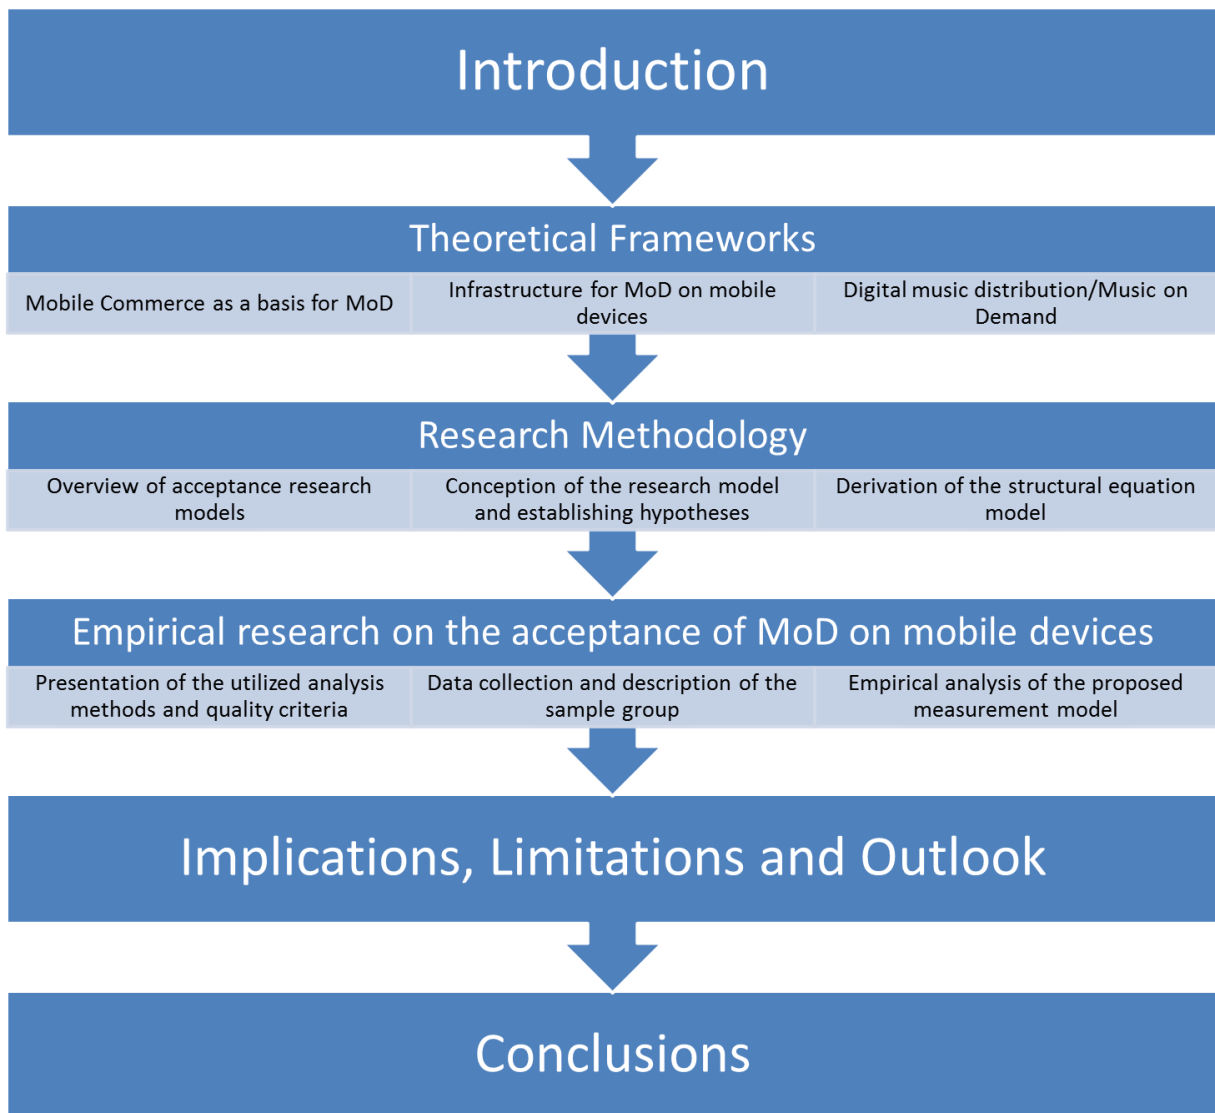 Introduction
Theoretical Frameworks
Mobile Commerce as a basis for MoD
Infrastructure for MoD on mobile
devices
Digital music distribution/Music on
Demand
Research Methodology
Overview of acceptance research
models
Conception of the research model
and establishing hypotheses
Derivation of the structural equation
model
Empirical research on the acceptance of MoD on mobile devices
Presentation of the utilized analysis
methods and quality criteria
Data collection and description of the
sample group
Empirical analysis of the proposed
measurement model
Implications, Limitations and Outlook
Conclusions